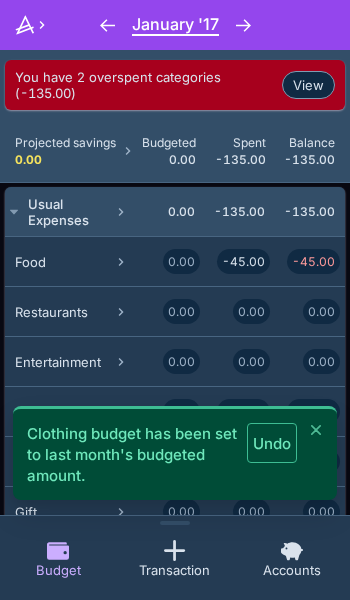 January '17
You have 2 overspent categories
(-135.00)
View
Projected savings Budgeted Spent Balance
0.00 0.00 -135.00 -135.00
Usual
Expenses
0.00 -135.00 -135.00
Food 0.00 -45.00 -45.00
Restaurants 0.00 0.00 0.00
Entertainment 0.00 0.00 0.00
Clothing budget has been set
to last month's budgeted
amount.
Undo
Gift 0.00 0.00 0.00
Budget Transaction Accounts